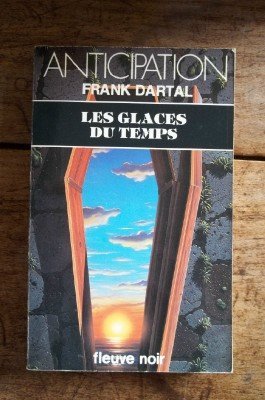 ANTICIPATION
FRANK DARTAL
LES GLACES
DU TEMPS
fleuve noir